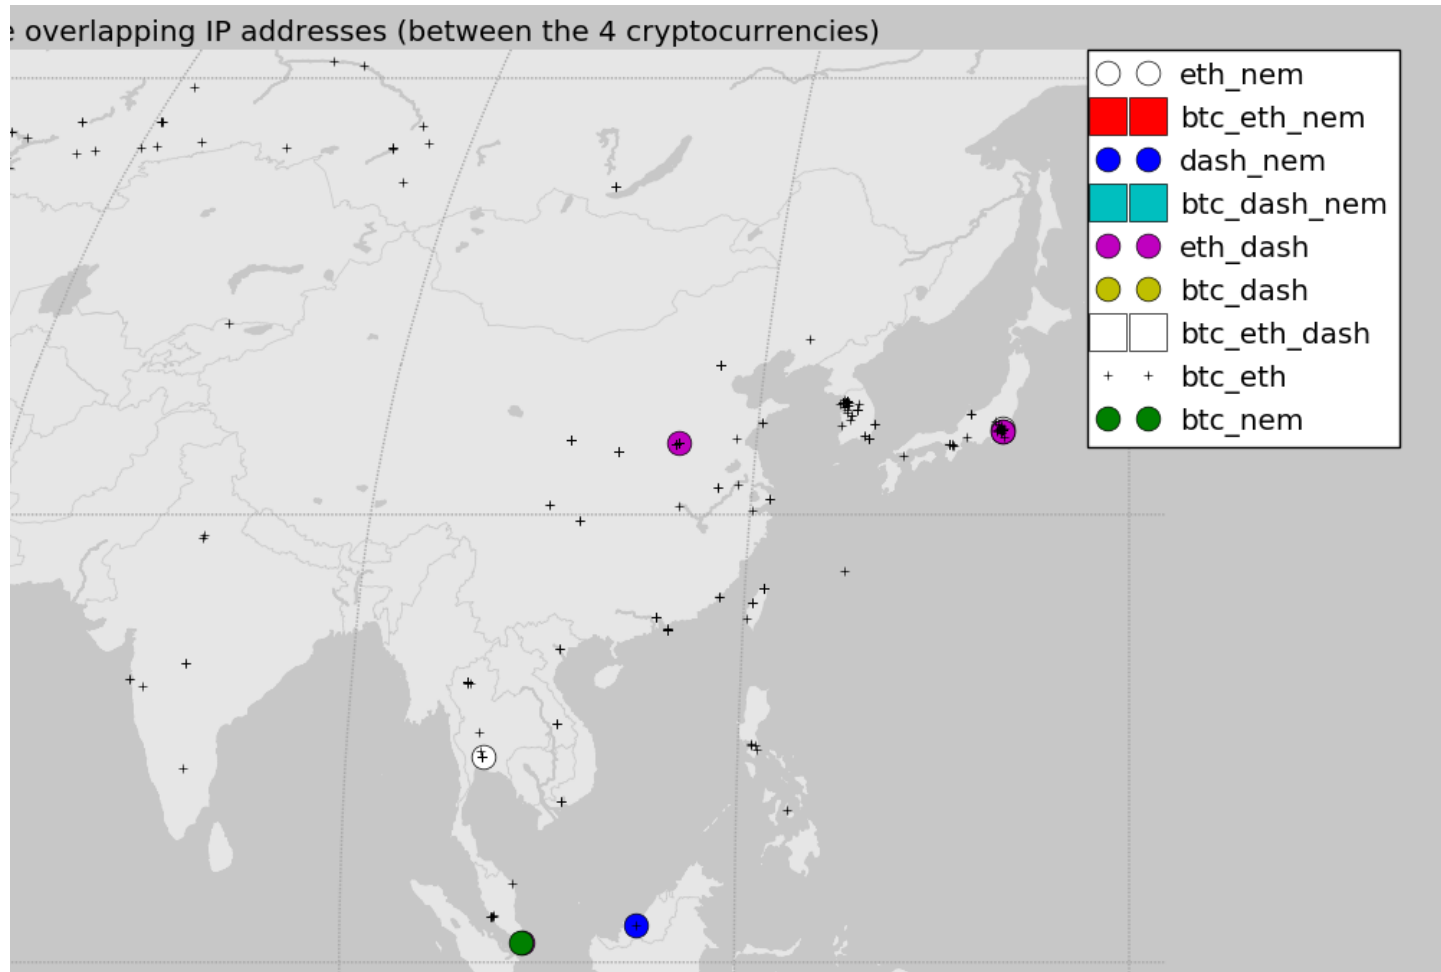 overlapping IP addresses (between the 4 cryptocurrencies)
eth_nem
btc_eth_nem
dash_nem
btc_dash_nem
eth_dash
btc_dash
btc_eth_dash
btc_eth
btc_nem